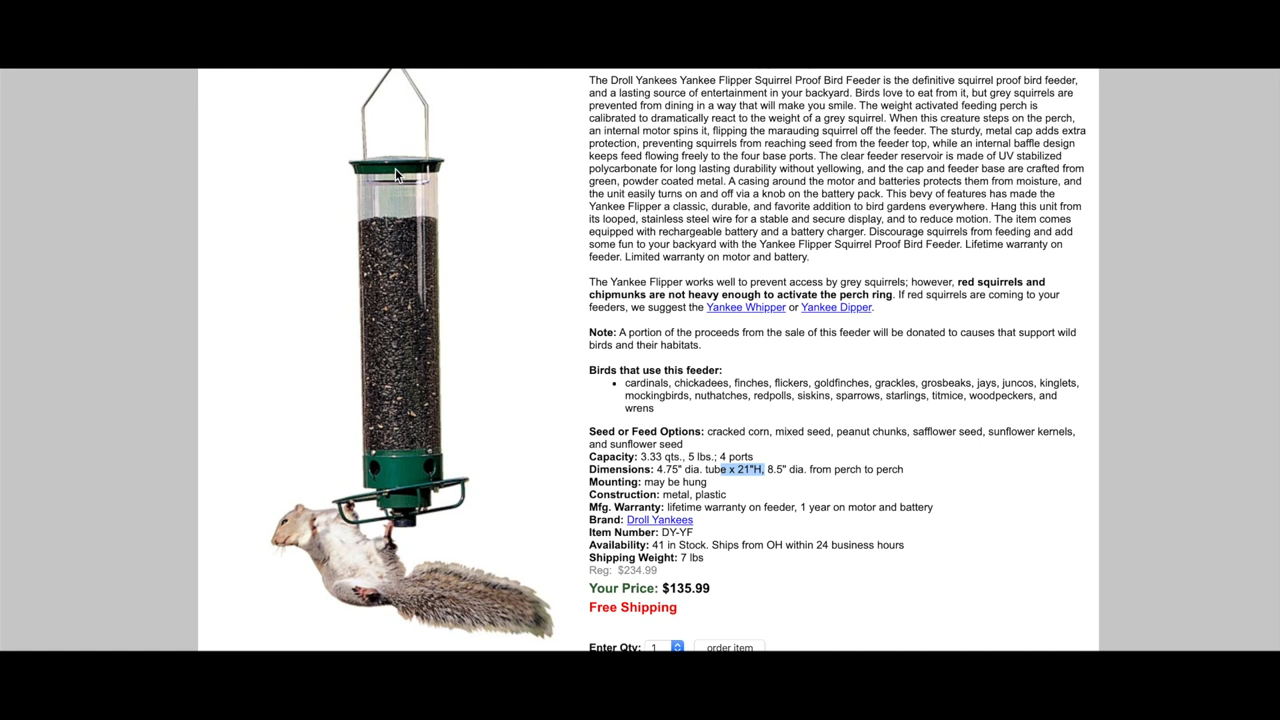 The Droll Yankees Yankee Flipper Squirrel Proof Bird Feeder is the definitive squirrel proof bird feeder,
and a lasting source of entertainment in your backyard. Birds love to eat from it, but grey squirrels are
prevented from dining in a way that will make you smile. The weight activated feeding perch is
calibrated to dramatically react to the weight of a grey squirrel. When this creature steps on the perch,
an internal motor spins it, flipping the marauding squirrel off the feeder. The sturdy, metal cap adds extra
protection, preventing squirrels from reaching seed from the feeder top, while an internal baffle design
keeps feed flowing freely to the four base ports. The clear feeder reservoir is made of UV stabilized
polycarbonate for long lasting durability without yellowing, and the cap and feeder base are crafted from
green, powder coated metal. A casing around the motor and batteries protects them from moisture, and
the unit easily turns on and off via a knob on the battery pack. This bevy of features has made the
Yankee Flipper a classic, durable, and favorite addition to bird gardens everywhere. Hang this unit from
its looped, stainless steel wire for a stable and secure display, and to reduce motion. The item comes
equipped with rechargeable battery and a battery charger. Discourage squirrels from feeding and add
some fun to your backyard with the Yankee Flipper Squirrel Proof Bird Feeder. Lifetime warranty on
feeder. Limited warranty on motor and battery.
The Yankee Flipper works well to prevent access by grey squirrels; however, red squirrels and
chipmunks are not heavy enough to activate the perch ring. If red squirrels are coming to your
feeders, we suggest the Yankee Whipper or Yankee Dipper.
Note: A portion of the proceeds from the sale of this feeder will be donated to causes that support wild
birds and their habitats.
Birds that use this feeder:
• cardinals, chickadees, finches, flickers, goldfinches, grackles, grosbeaks, jays, juncos, kinglets,
mockingbirds, nuthatches, redpolls, siskins, sparrows, starlings, titmice, woodpeckers, and
wrens
Seed or Feed Options: cracked corn, mixed seed, peanut chunks, safflower seed, sunflower kernels,
and sunflower seed
Capacity: 3.33 qts., 5 lbs.; 4 ports
Dimensions: 4.75" dia. tube x 21"H, 8.5" dia. from perch to perch
Mounting: may be hung
Construction: metal, plastic
Mfg. Warranty: lifetime warranty on feeder, 1 year on motor and battery
Brand: Droll Yankees
Item Number: DY-YF
Availability: 41 in Stock. Ships from OH within 24 business hours
Shipping Weight: 7 lbs
Reg: $234.99
Your Price: $135.99
Free Shipping
Enter Qty: 1 order item